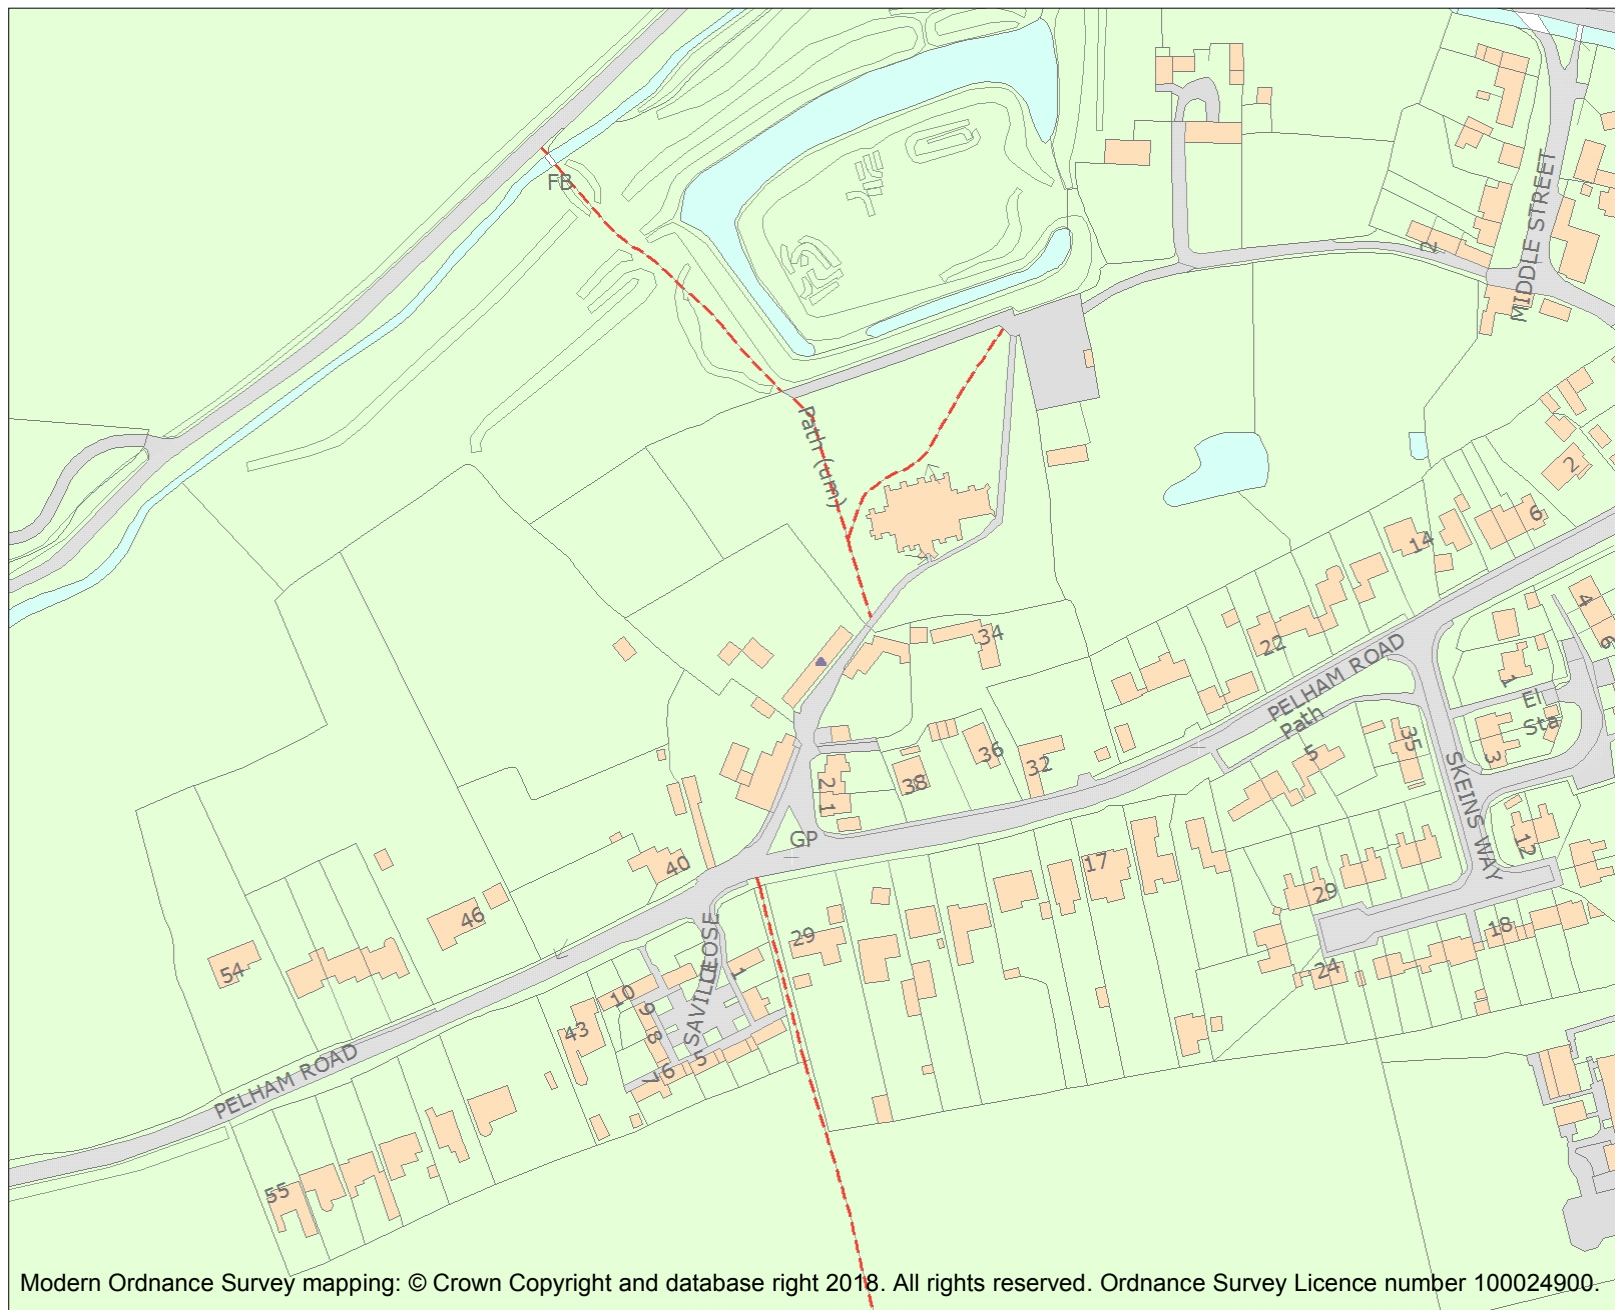 FB
2
MIDDLE STREET
Path (um)
2
6
14
4
6
34
22
PELHAM ROAD
Path
1
El
Sta
36
32
38
2
1
5
35
3
SKEINS WAY
GP
40
17
12
46
29
29
18
54
SAVILLE
CLOSE
1
24
10
9
8
43
5
6
7
PELHAM ROAD
55
Modern Ordnance Survey mapping: © Crown Copyright and database right 2018. All rights reserved. Ordnance Survey Licence number 100024900.